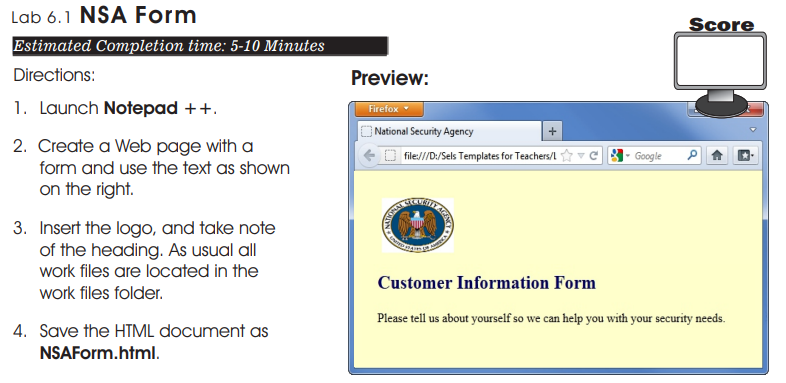 Lab 6.1 NSA Form
Estimated Completion time: 5-10 Minutes
Score
Directions:
1. Launch Notepad ++.
2. Create a Web page with a
form and use the text as shown
on the right.
3. Insert the logo, and take note
of the heading. As usual all
work files are located in the
work files folder.
4. Save the HTML document as
NSAForm.html.
Preview:
Firefox
National Security Agency
file:///D:/Sels Templates for Teachers/L
Google
NATIONAL SECURITY AGENCY
UNITED STATES OF AMERICA
Customer Information Form
Please tell us about yourself so we can help you with your security needs.